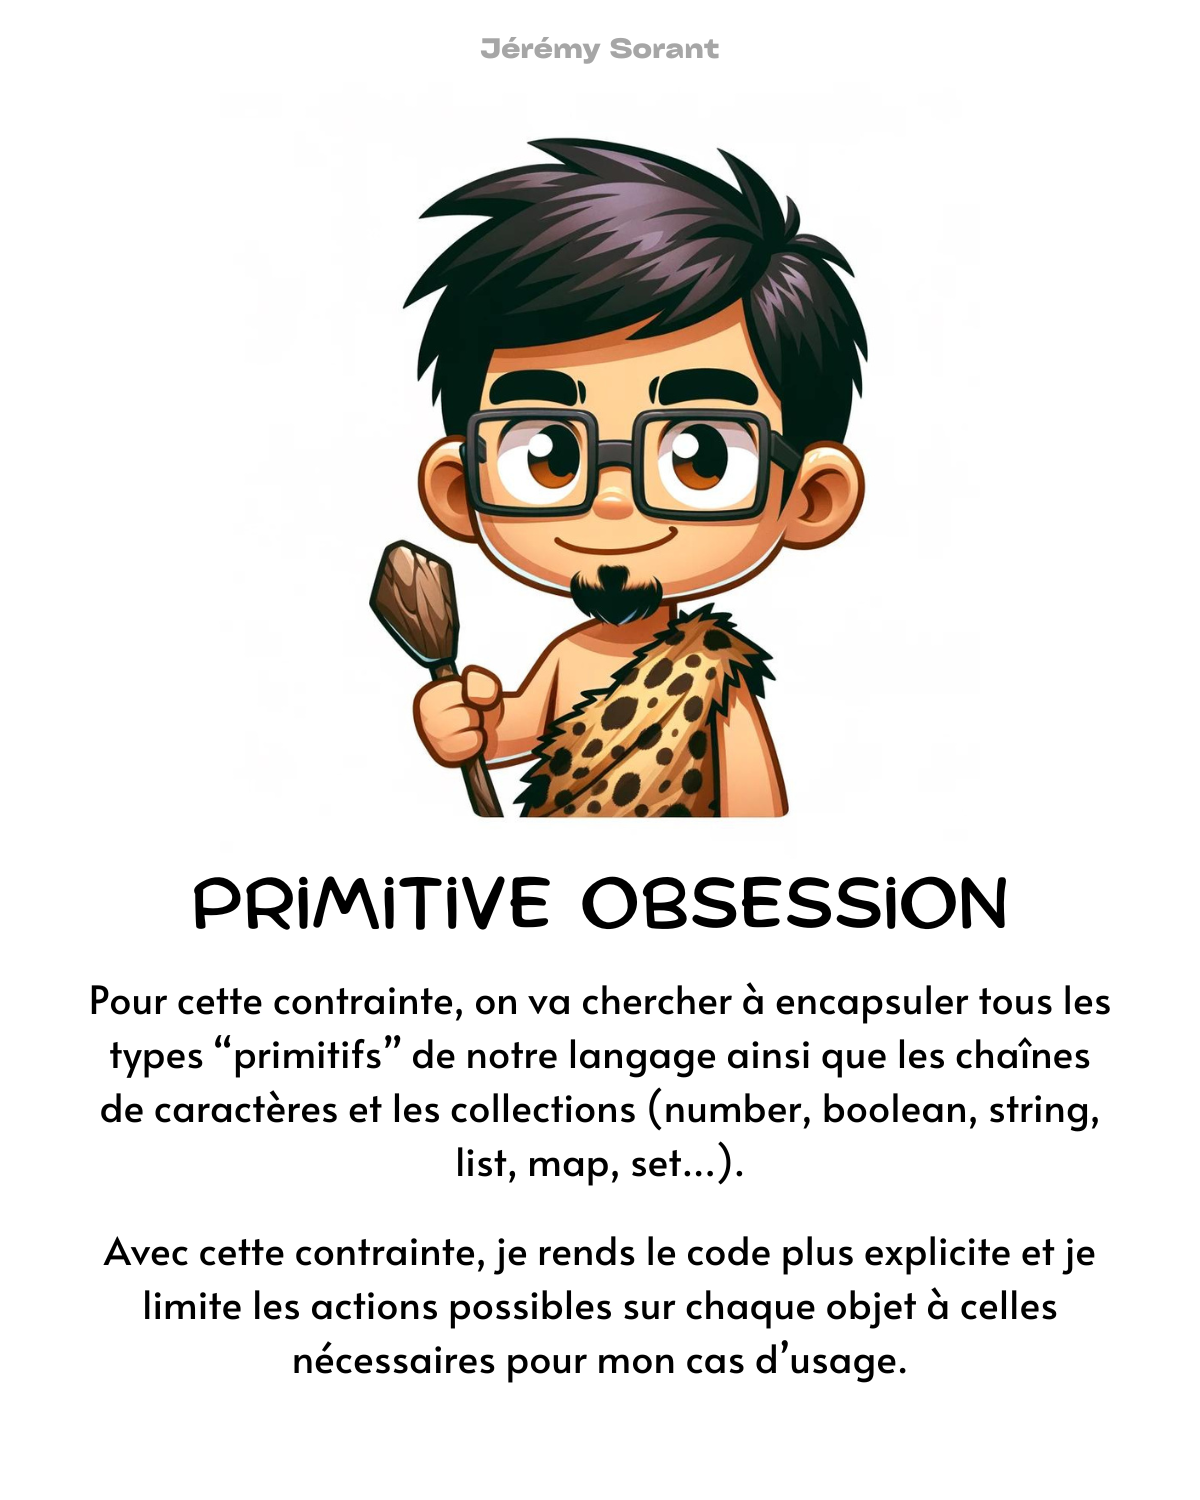 Jérémy Sorant
PRIMITIVE OBSESSION
Pour cette contrainte, on va chercher à encapsuler tous les
types “primitifs” de notre langage ainsi que les chaînes
de caractères et les collections (number, boolean, string,
list, map, set...).
Avec cette contrainte, je rends le code plus explicite et je
limite les actions possibles sur chaque objet à celles
nécessaires pour mon cas d’usage.